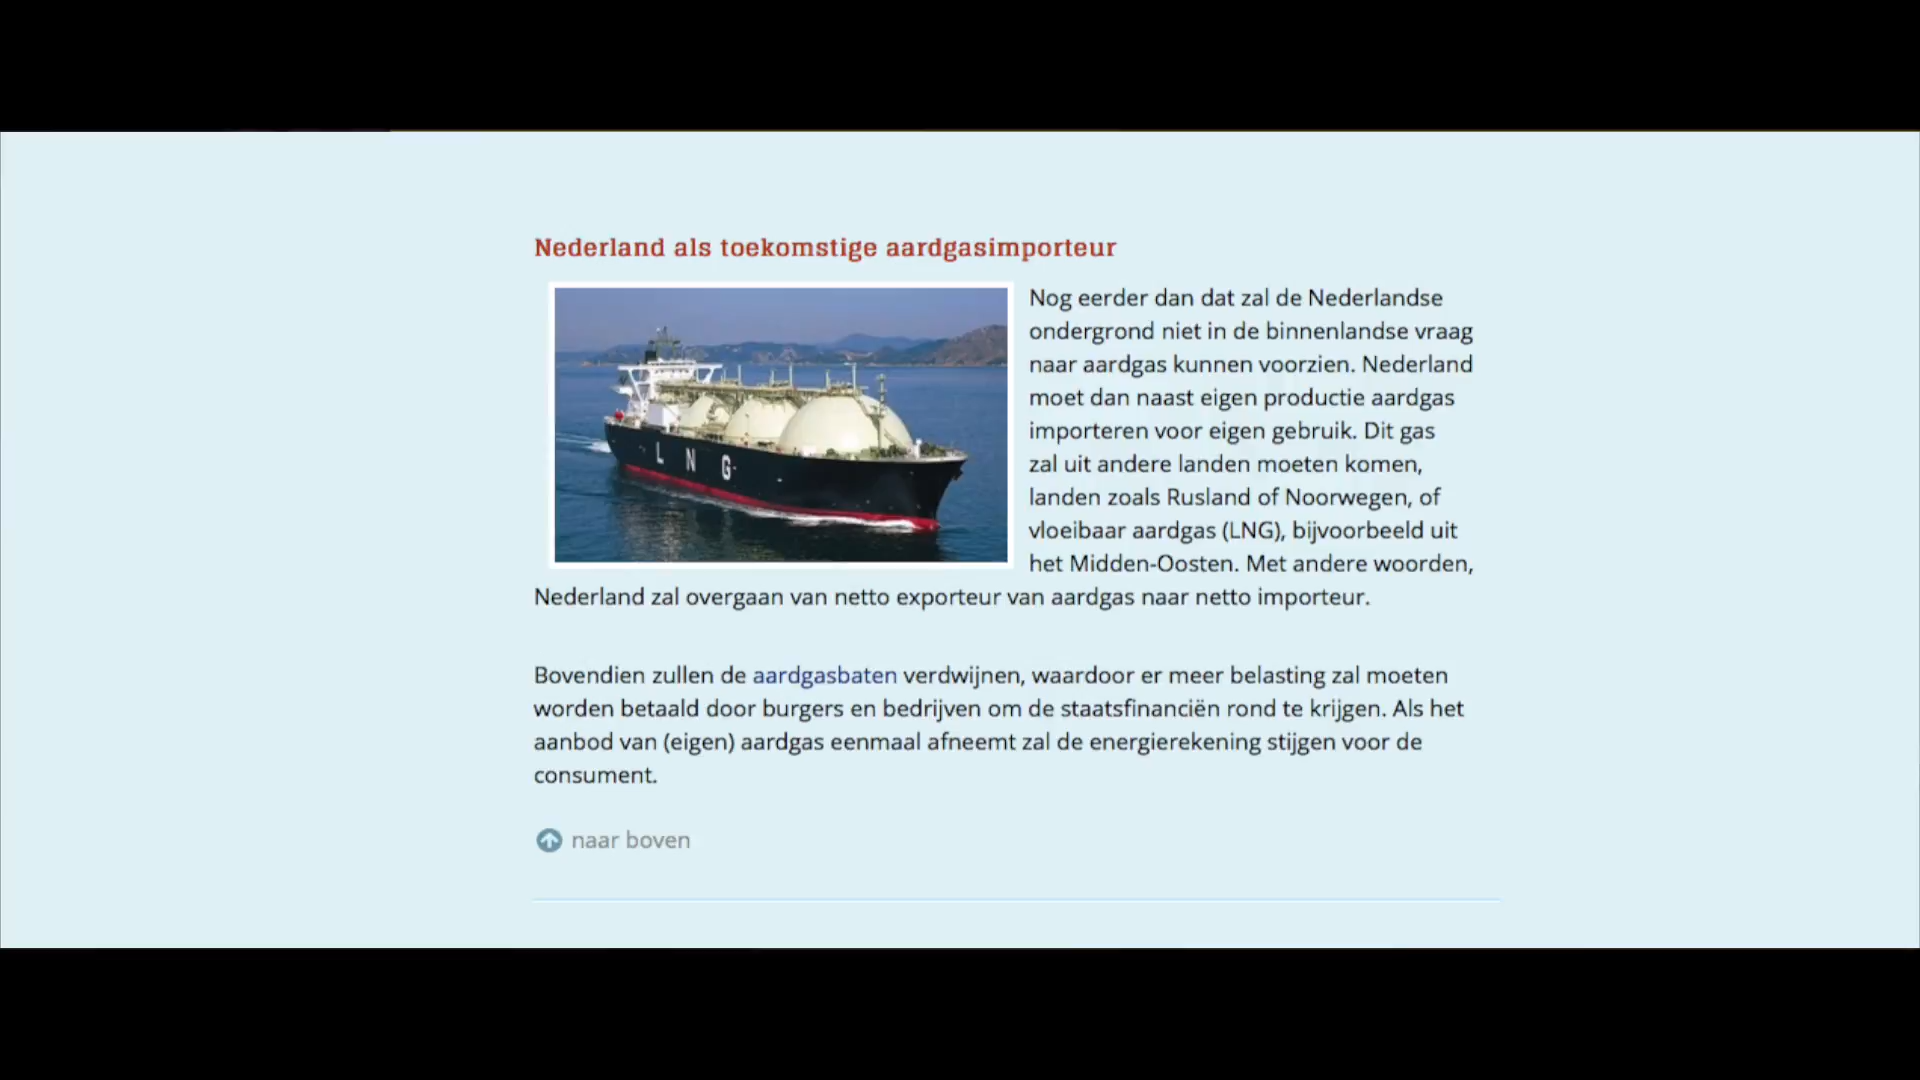 Nederland als toekomstige aardgasimporteur
L N G
Nog eerder dan dat zal de Nederlandse
ondergrond niet in de binnenlandse vraag
naar aardgas kunnen voorzien. Nederland
moet dan naast eigen productie aardgas
importeren voor eigen gebruik. Dit gas
zal uit andere landen moeten komen,
landen zoals Rusland of Noorwegen, of
vloeibaar aardgas (LNG), bijvoorbeeld uit
het Midden-Oosten. Met andere woorden,
Nederland zal overgaan van netto exporteur van aardgas naar netto importeur.
Bovendien zullen de aardgasbaten verdwijnen, waardoor er meer belasting zal moeten
worden betaald door burgers en bedrijven om de staatsfinanciën rond te krijgen. Als het
aanbod van (eigen) aardgas eenmaal afneemt zal de energierekening stijgen voor de
consument.
naar boven